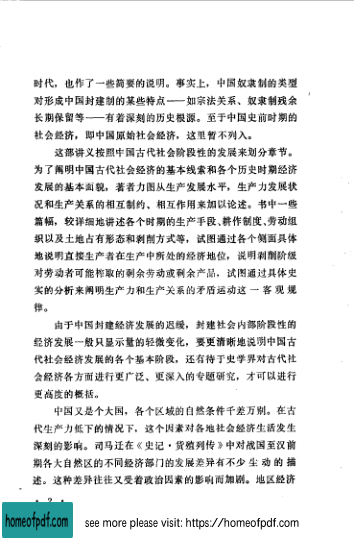 时代，也作了一些简要的说明。事实上，中国奴隶制的类型
对形成中国封建制的某些特点——如宗法关系、奴隶制残余
长期保留等——有着深刻的历史根源。至于中国史前时期的
社会经济，即中国原始社会经济，这里暂不列入。
这部讲义按照中国古代社会阶段性的发展来划分章节。
为了阐明中国古代社会经济的基本线索和各个历史时期经济
发展的基本面貌，著者力图从生产发展水平，生产力发展状
况和生产关系的相互制约、相互作用来加以论述。书中一些
篇幅，较详细地讲述各个时期的生产手段、耕作制度、劳动组
织以及土地占有形态和剥削方式等，试图通过各个侧面具体
地说明直接生产者在生产中所处的经济地位，说明剥削阶级
对劳动者可能榨取的剩余劳动或剩余产品，试图通过具体史
实的分析来阐明生产力和生产关系的矛盾运动这一客观规
律。
由于中国封建经济发展的迟缓，封建社会内部阶段性的
经济发展一般只显示量的轻微变化，要更清晰地说明中国古
代社会经济发展的各个基本阶段，还有待于史学界对古代社
会经济各方面进行更广泛、更深入的专题研究，才可以进行
更高度的概括。
中国又是个大国，各个区域的自然条件千差万别。在古
代生产力低下的情况下，这个因素对各地社会经济生活发生
深刻的影响。司马迁在《史记·货殖列传》中对战国至汉前
期各大自然区的不同经济部门的发展差异有不少生动的描
述。这种差异往往又受着政治因素的影响而加剧。地区经济
· 2 ·
homeofpdf.com
see more please visit: https://homeofpdf.com